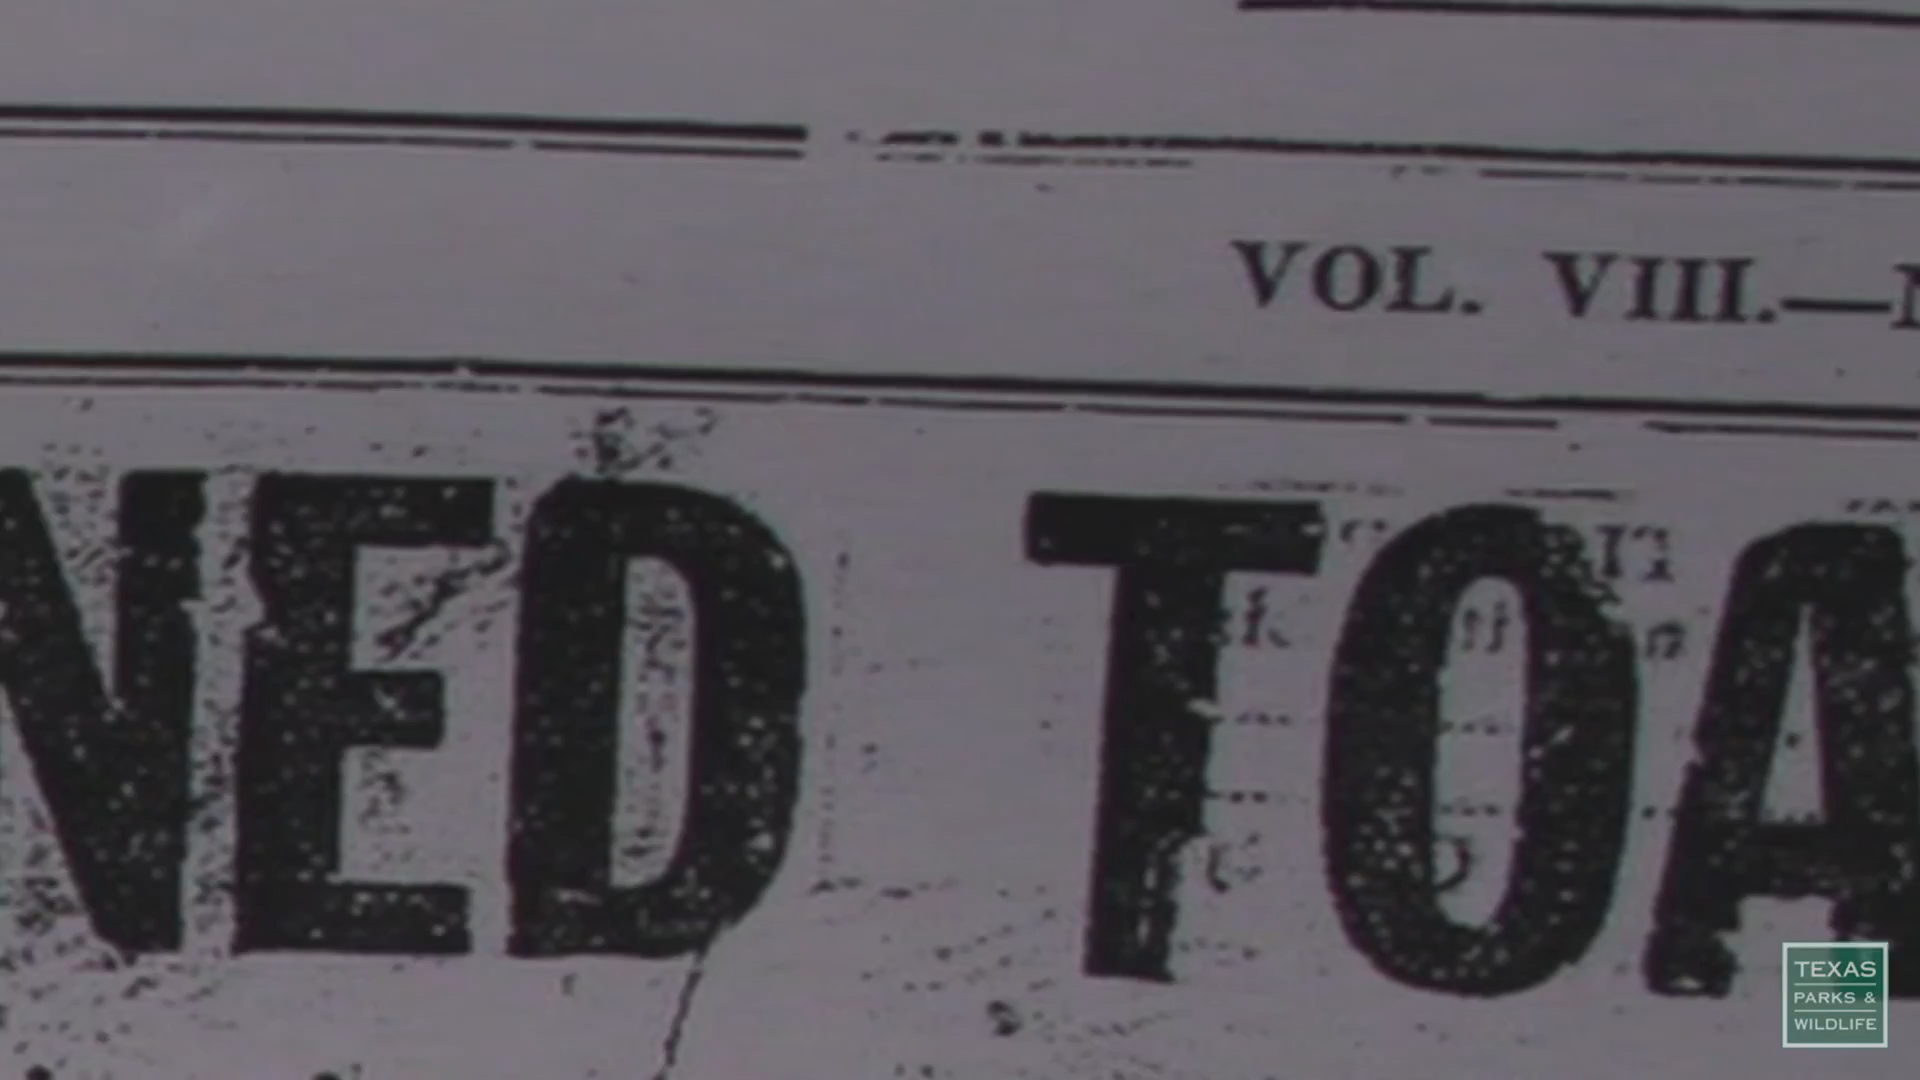 VOL. VIII.—N
NED TOA
TEXAS
PARKS &
WILDLIFE